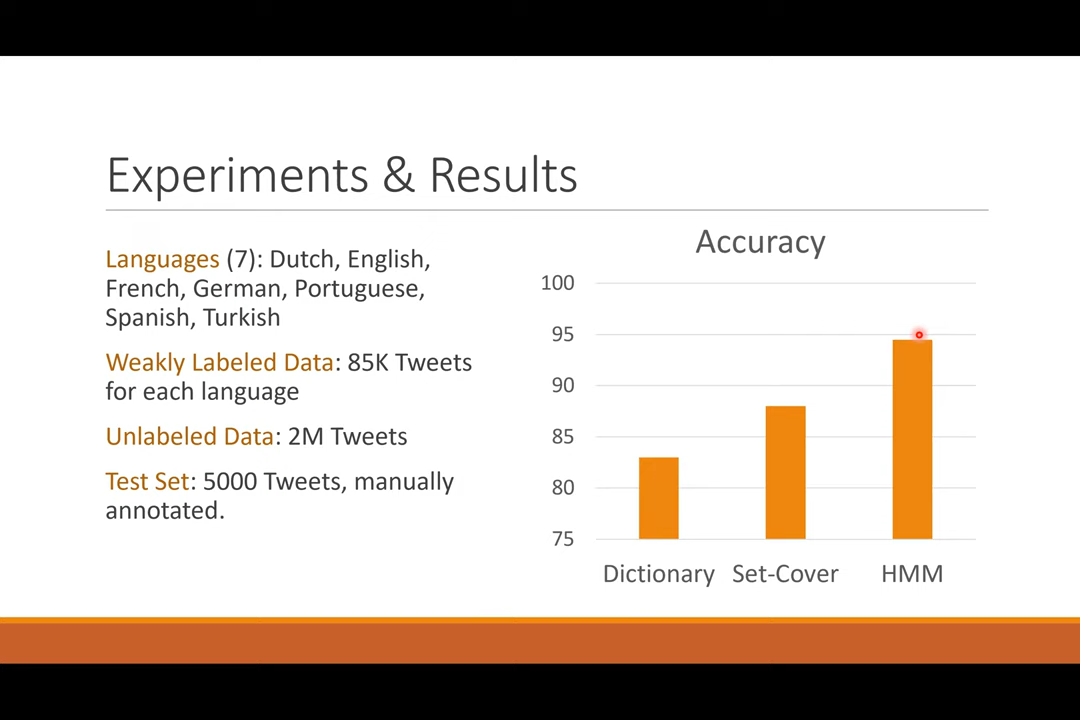 Experiments & Results
Languages (7): Dutch, English,
French, German, Portuguese,
Spanish, Turkish
Weakly Labeled Data: 85K Tweets
for each language
Unlabeled Data: 2M Tweets
Test Set: 5000 Tweets, manually
annotated.
Accuracy
100
95
90
85
80
75
Dictionary Set-Cover HMM